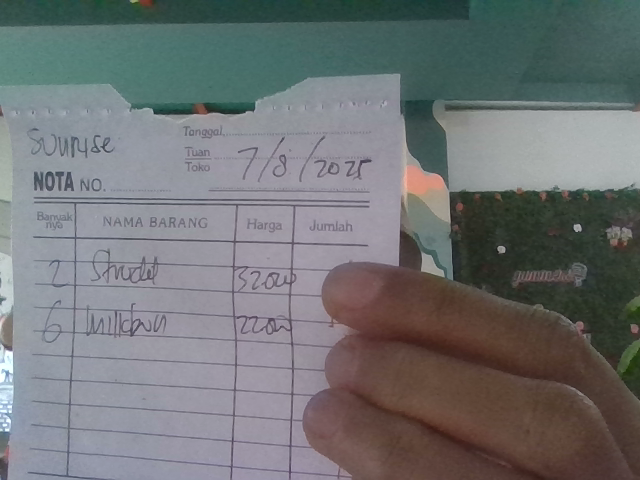 Sunrise
Tanggal
Tuan
Toko
7/8/2025
NOTA NO.
Banyak nya NAMA BARANG Harga Jumlah
2 Strudel 32000
6 22000
gummers